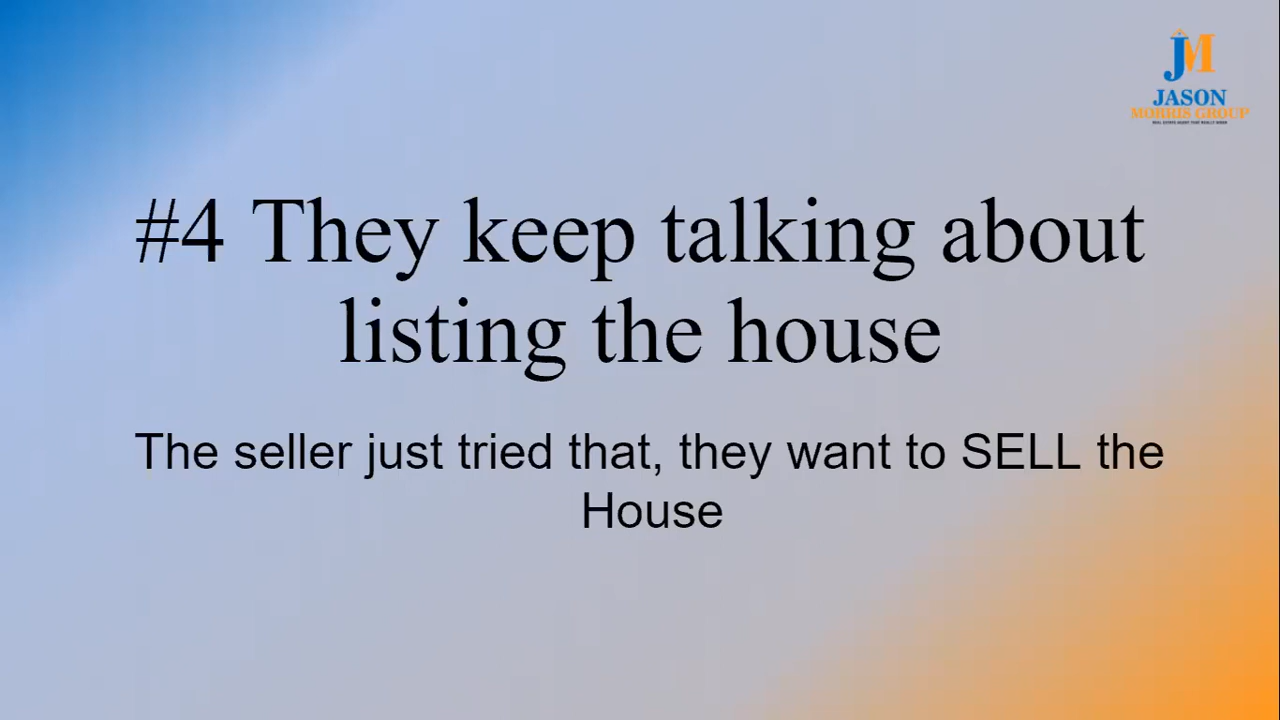 JM
JASON
MORRIS GROUP
#4 They keep talking about
listing the house
The seller just tried that, they want to SELL the
House